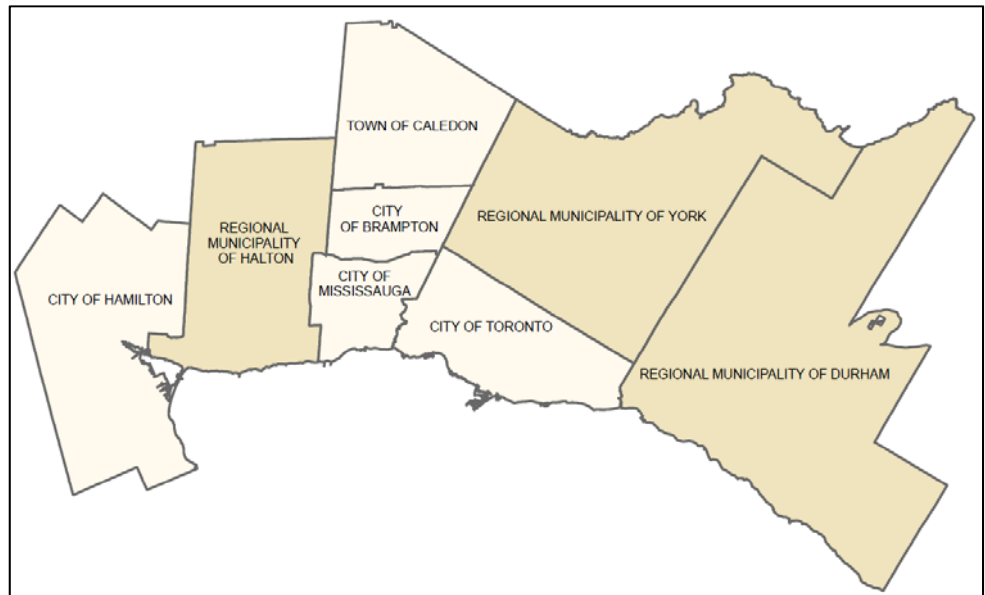 TOWN OF CALEDON
CITY
OF BRAMPTON
REGIONAL MUNICIPALITY OF YORK
REGIONAL
MUNICIPALITY
OF HALTON
CITY OF
MISSISSAUGA
CITY OF HAMILTON
CITY OF TORONTO
REGIONAL MUNICIPALITY OF DURHAM